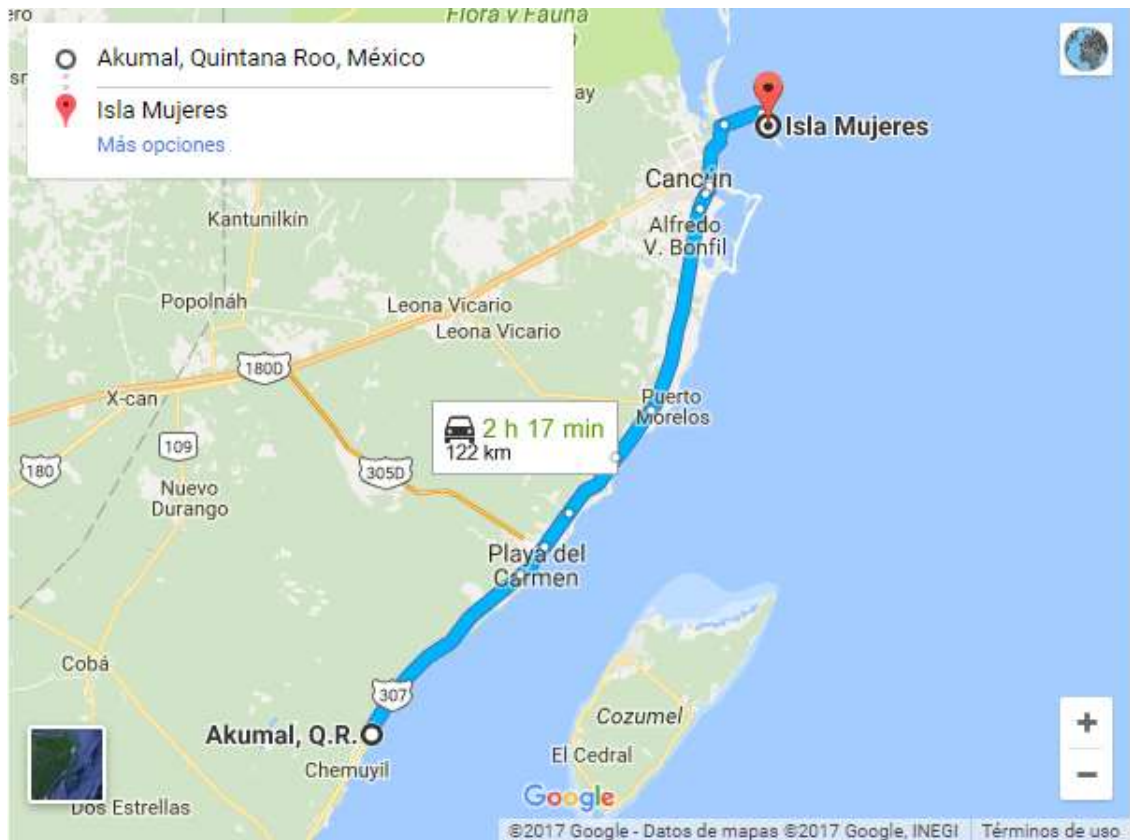 Flora y Fauna
Akumal, Quintana Roo, México
Isla Mujeres
Más opciones
ay
Isla Mujeres
Cancún
Kantunilkín
Alfredo
V. Bonfil
Popolnáh
Leona Vicario
Leona Vicario
180D
X-can
Puerto
Morelos
2 h 17 min
122 km
109
180
305D
Nuevo
Durango
Playa del
Carmen
Cobá
307
Cozumel
Akumal, Q.R.
El Cedral
Chemuyil
+
−
Dos Estrellas
Google
©2017 Google - Datos de mapas ©2017 Google, INEGI Términos de uso